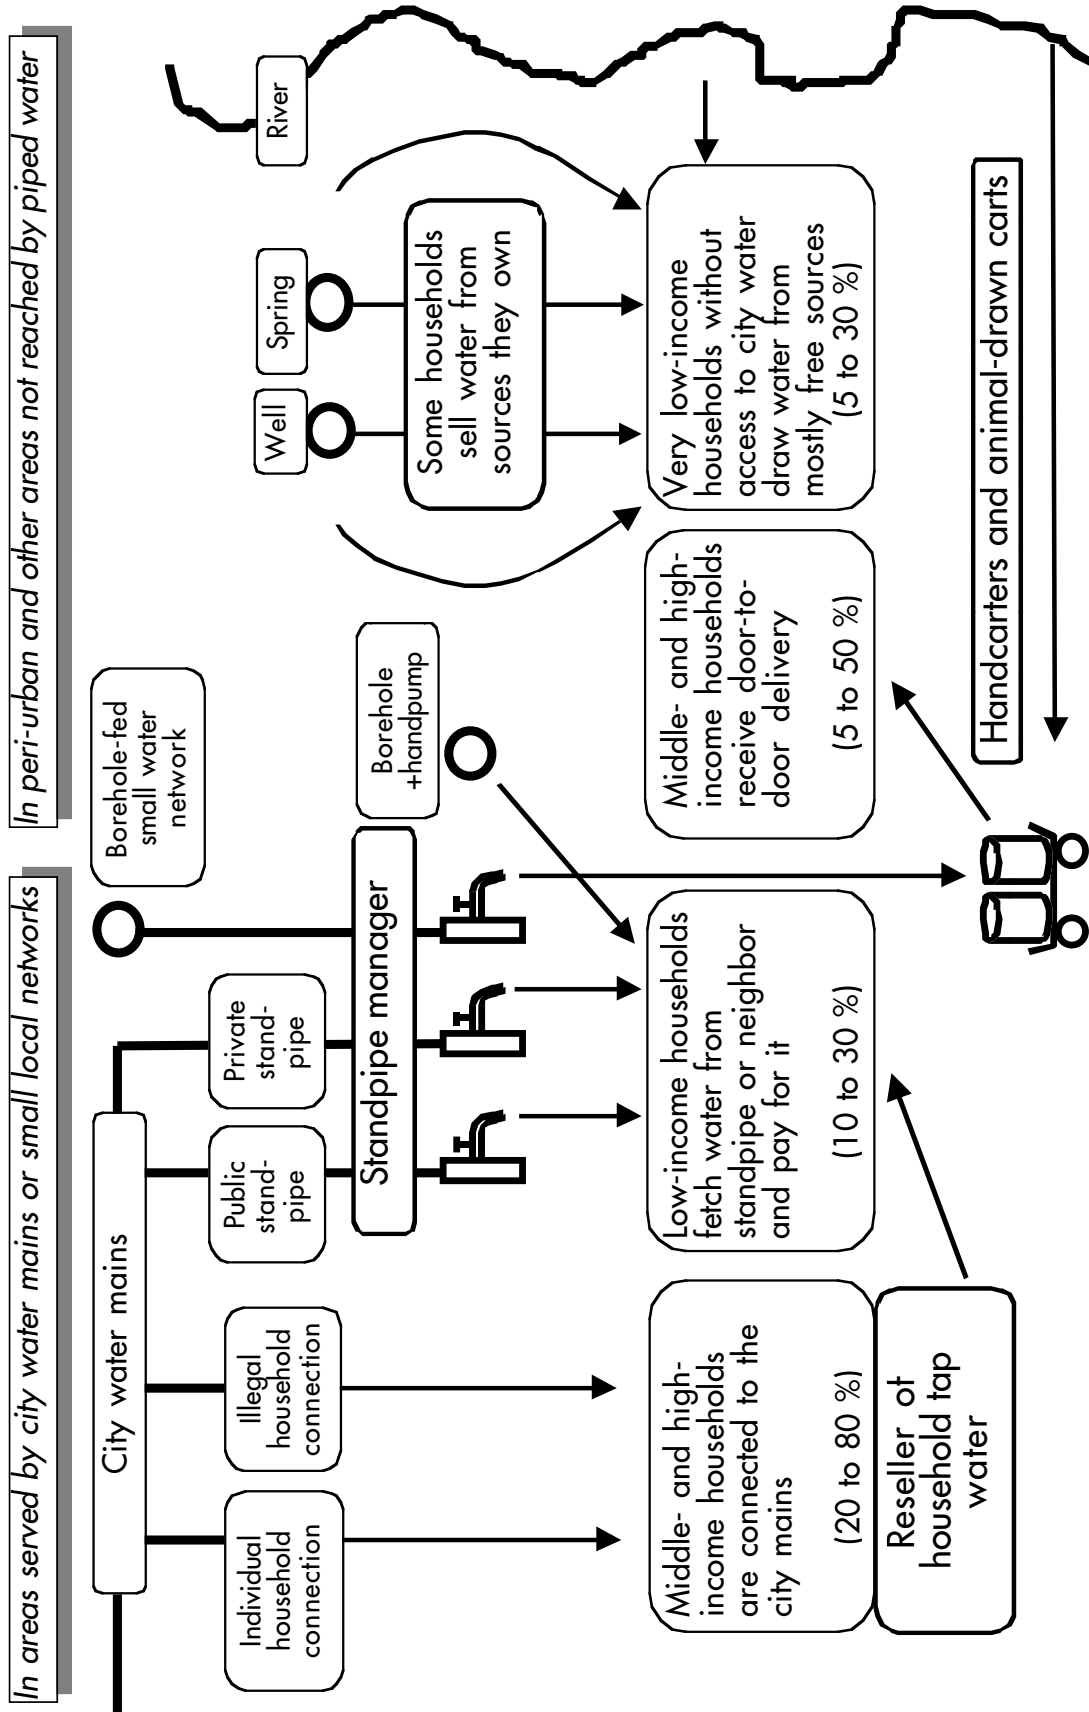 In areas served by city water mains or small local networks
In peri-urban and other areas not reached by piped water
City water mains
Borehole-fed
small water
network
Individual
household
connection
Illegal
household
connection
Public
stand-
pipe
Private
stand-
pipe
Well
Spring
River
Standpipe manager
Borehole
+handpump
Some households
sell water from
sources they own
Middle- and high-
income households
are connected to the
city mains
(20 to 80 %)
Low-income households
fetch water from
standpipe or neighbor
and pay for it
(10 to 30 %)
Middle- and high-
income households
receive door-to-
door delivery
(5 to 50 %)
Very low-income
households without
access to city water
draw water from
mostly free sources
(5 to 30 %)
Reseller of
household tap
water
Handcarters and animal-drawn carts